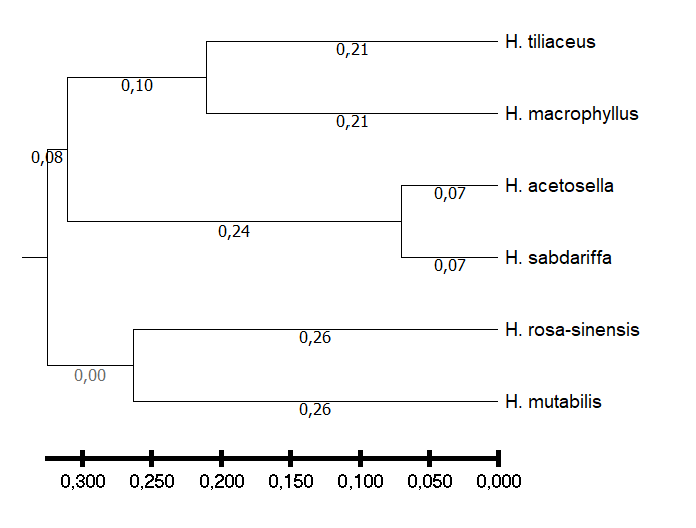 H. tiliaceus
0,21
0,10
H. macrophyllus
0,21
0,08
H. acetosella
0,07
0,24
H. sabdariffa
0,07
H. rosa-sinensis
0,26
0,00
H. mutabilis
0,26
0,300 0,250 0,200 0,150 0,100 0,050 0,000